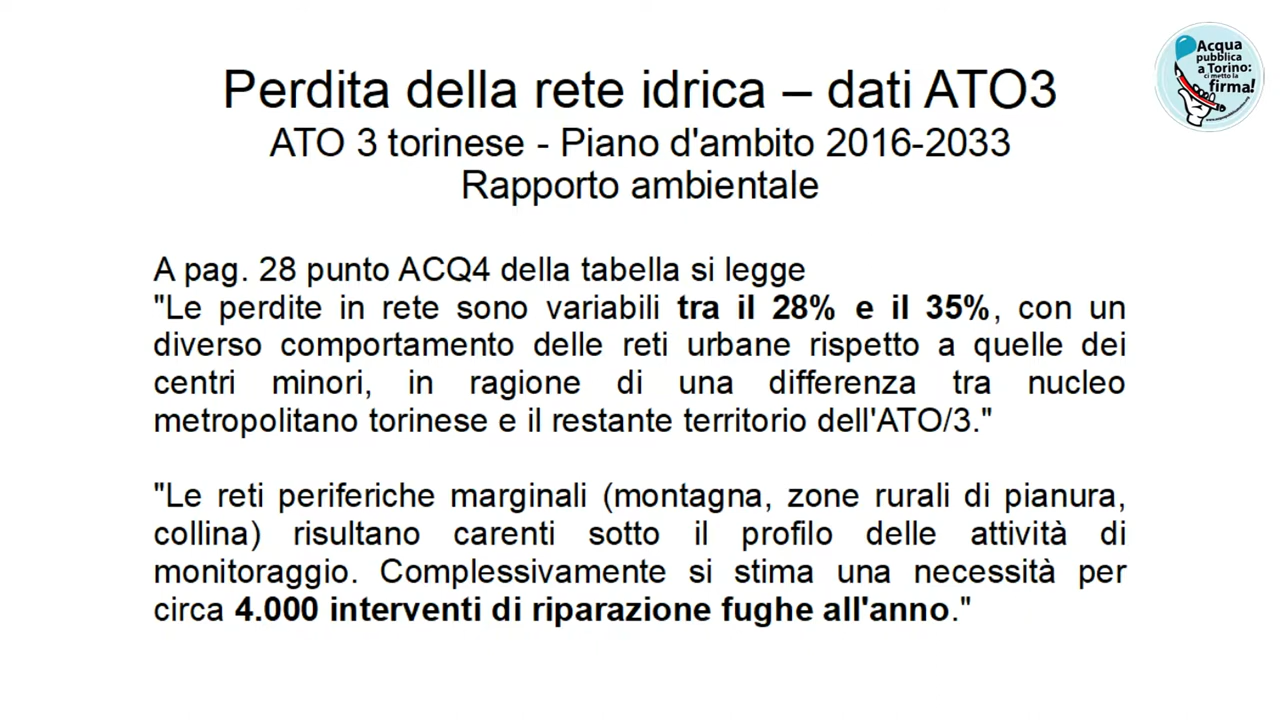 Perdita della rete idrica – dati ATO3
ATO 3 torinese - Piano d'ambito 2016-2033
Rapporto ambientale
Acqua
pubblica
a Torino:
ci metto la
firma!
A pag. 28 punto ACQ4 della tabella si legge
"Le perdite in rete sono variabili tra il 28% e il 35%, con un
diverso comportamento delle reti urbane rispetto a quelle dei
centri minori, in ragione di una differenza tra nucleo
metropolitano torinese e il restante territorio dell'ATO/3."
"Le reti periferiche marginali (montagna, zone rurali di pianura,
collina) risultano carenti sotto il profilo delle attività di
monitoraggio. Complessivamente si stima una necessità per
circa 4.000 interventi di riparazione fughe all'anno."